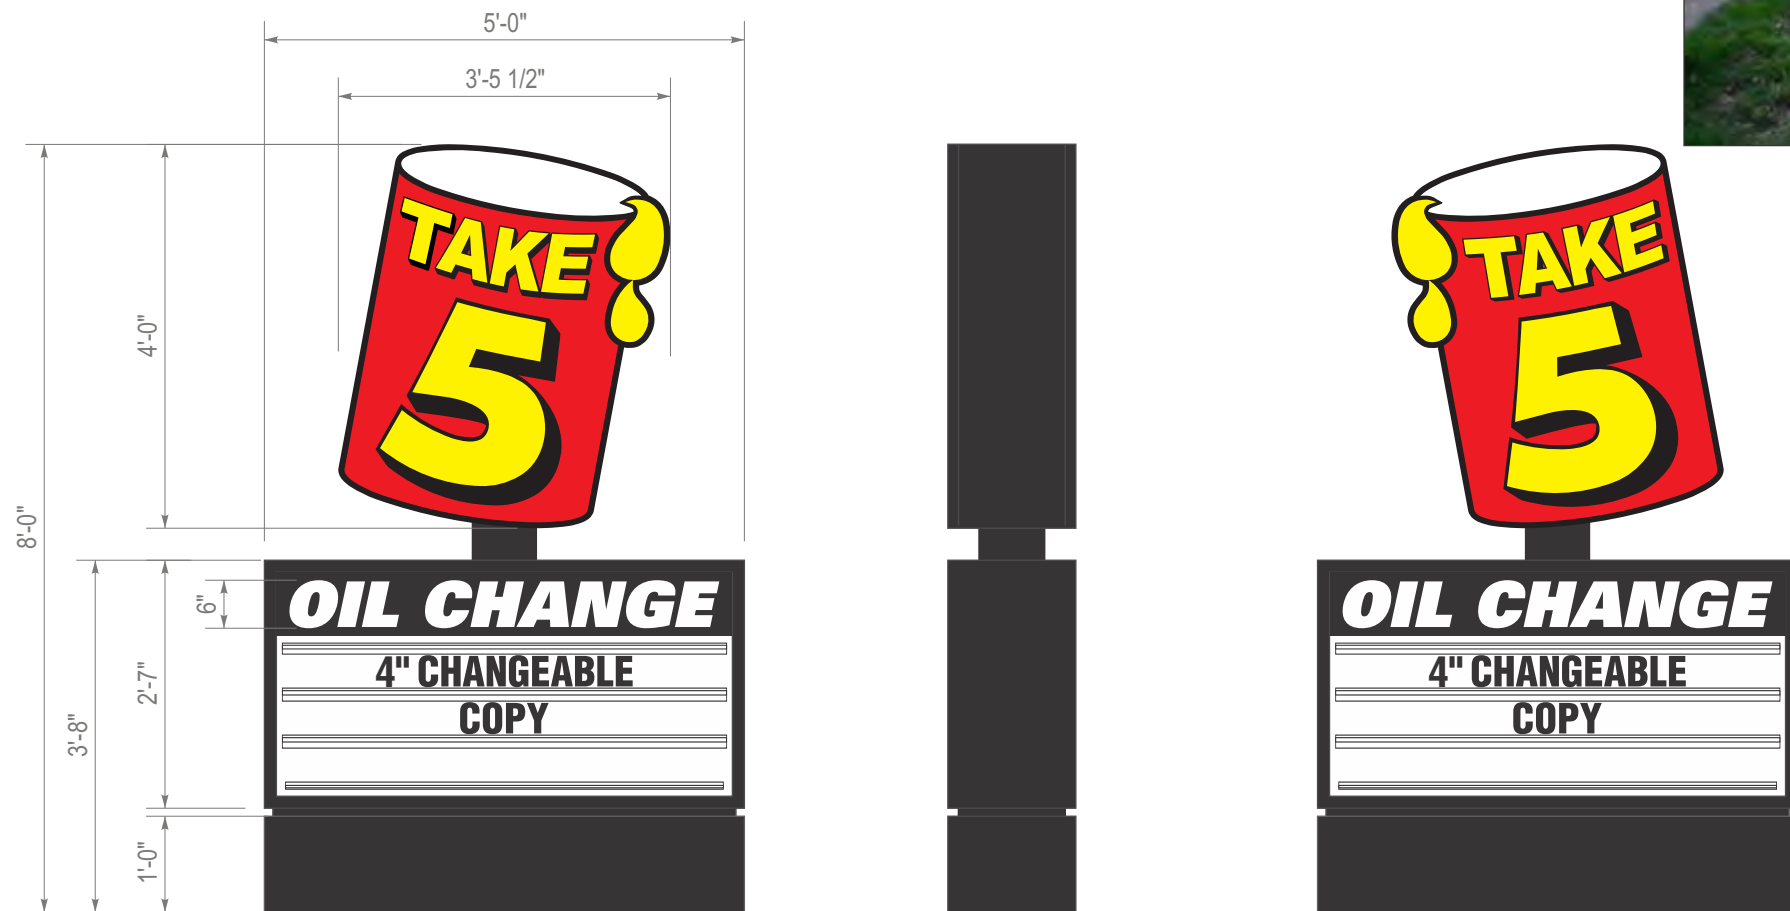 5'-0"
3'-5 1/2"
8'-0"
4'-0"
3'-8"
2'-7"
6"
1'-0"
TAKE
5
OIL CHANGE
4" CHANGEABLE
COPY
TAKE
5
OIL CHANGE
4" CHANGEABLE
COPY